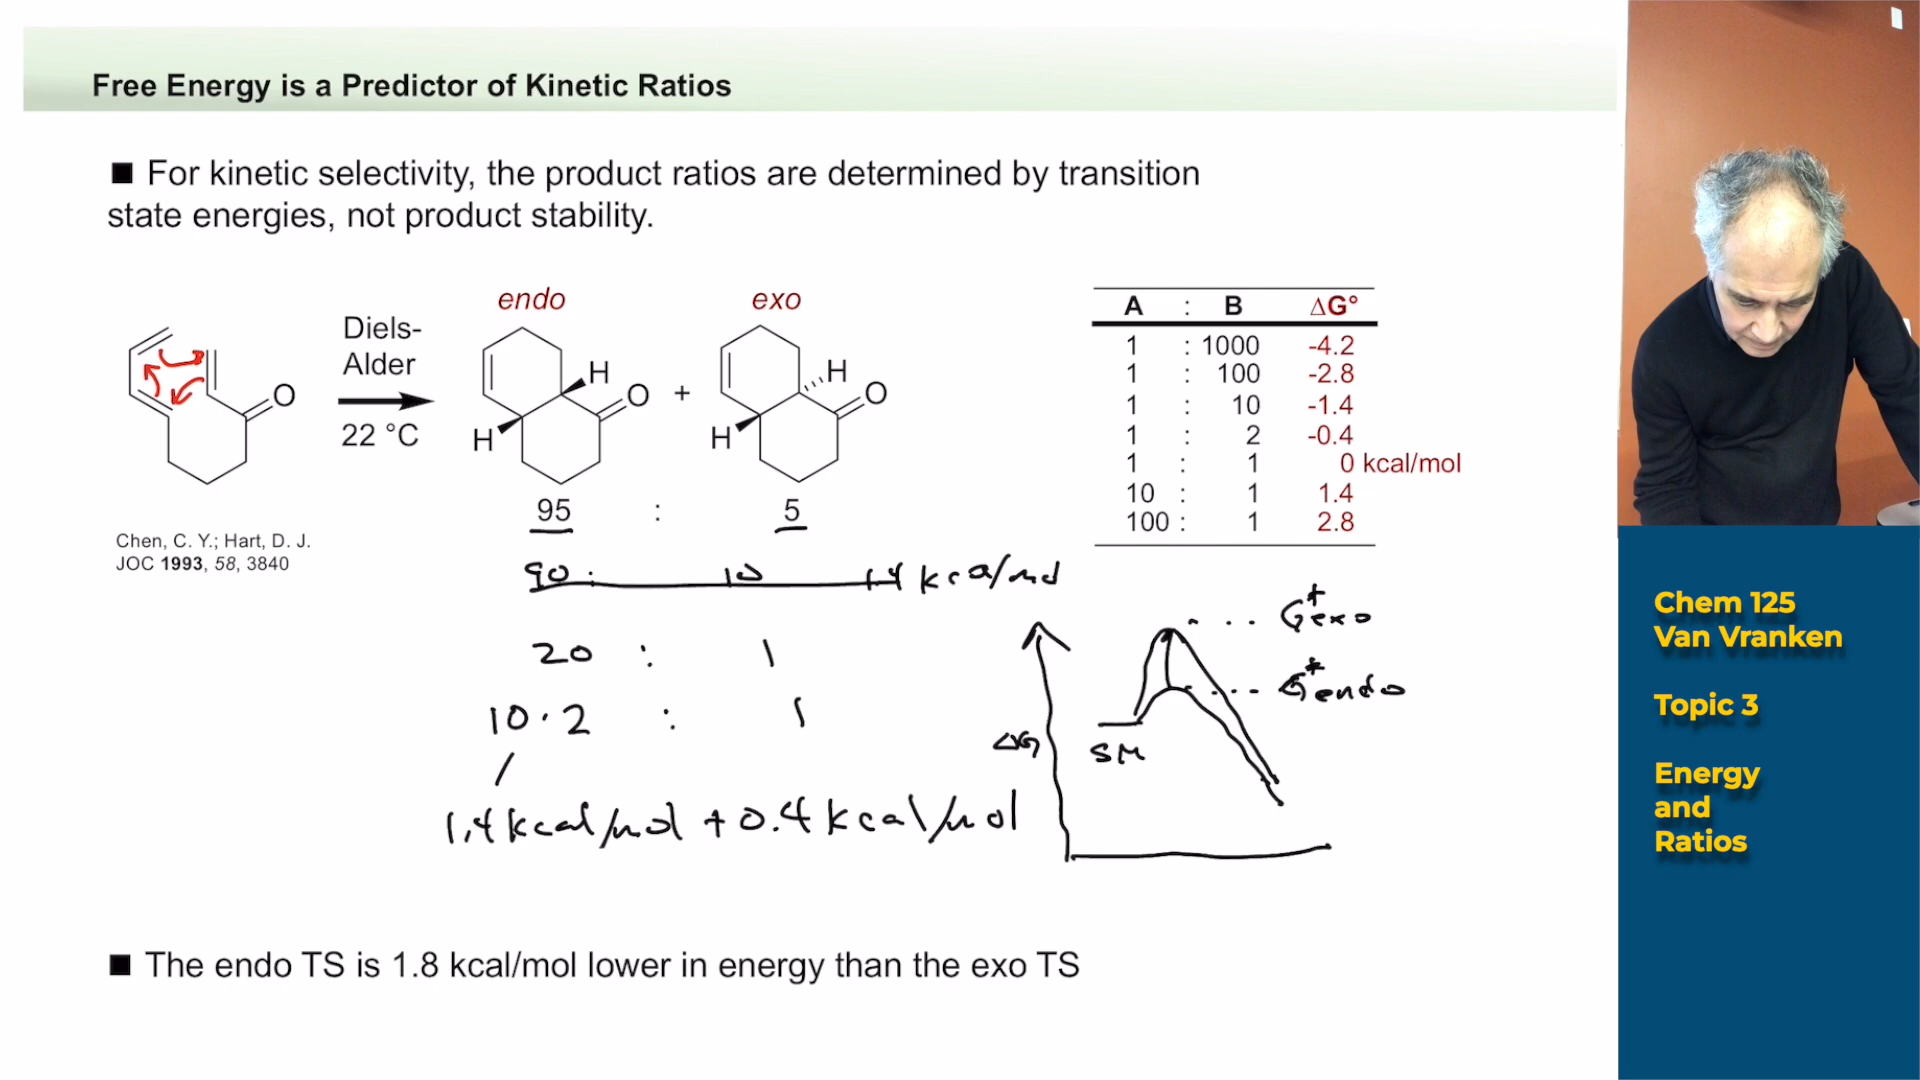 Free Energy is a Predictor of Kinetic Ratios
■ For kinetic selectivity, the product ratios are determined by transition
state energies, not product stability.
O
Diels-
Alder
22 °C
endo
H
O
H
+
exo
H
O
H
95 : 5
Chen, C. Y.; Hart, D. J.
JOC 1993, 58, 3840
A : B ΔG°
1 : 1000 -4.2
1 : 100 -2.8
1 : 10 -1.4
1 : 2 -0.4
1 : 1 0 kcal/mol
10 : 1 1.4
100 : 1 2.8
90 : 10 1.4 kcal/mol
20 : 1
10·2 : 1
1.4 kcal/mol + 0.4 kcal/mol
ΔG
SM
G‡exo
G‡endo
■ The endo TS is 1.8 kcal/mol lower in energy than the exo TS
Chem 125
Van Vranken
Topic 3
Energy
and
Ratios